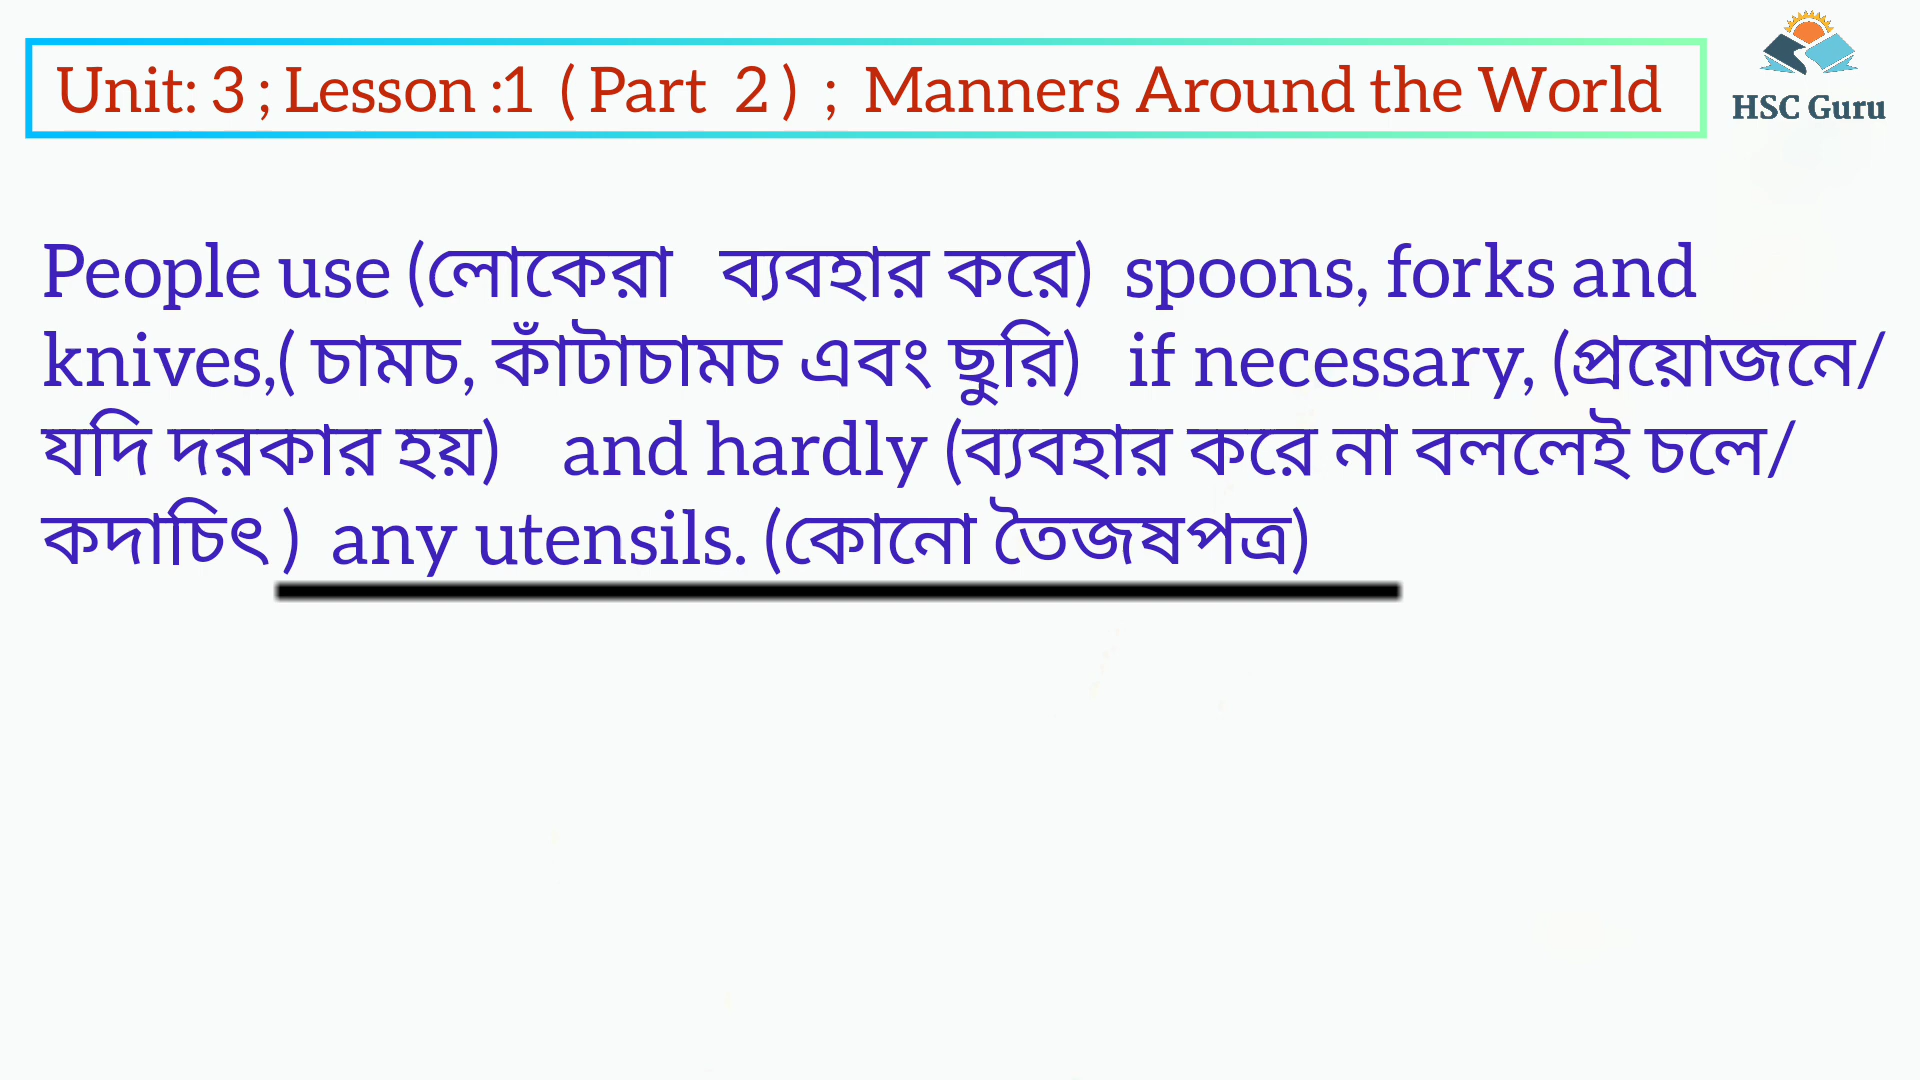 Unit: 3 ; Lesson :1 ( Part 2 ) ; Manners Around the World
HSC Guru
People use (লোকেরা ব্যবহার করে) spoons, forks and
knives,( চামচ, কাঁটাচামচ এবং ছুরি) if necessary, (প্রয়োজনে/
যদি দরকার হয়) and hardly (ব্যবহার করে না বললেই চলে/
কদাচিৎ ) any utensils. (কোনো তৈজষপত্র)